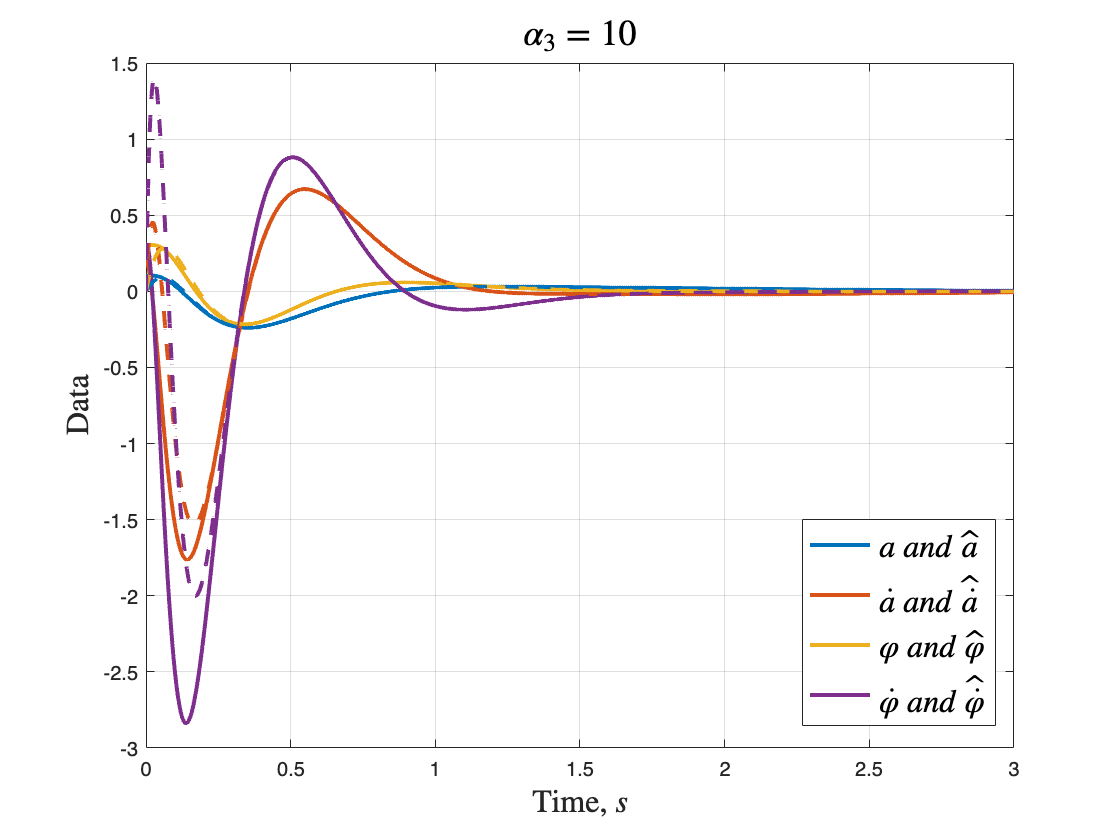 α₃ = 10
1.5
1
0.5
0
-0.5
-1
-1.5
-2
-2.5
-3
Data
a and â
ȧ and ȧ̂
φ and φ̂
φ̇ and φ̇̂
0 0.5 1 1.5 2 2.5 3
Time, s